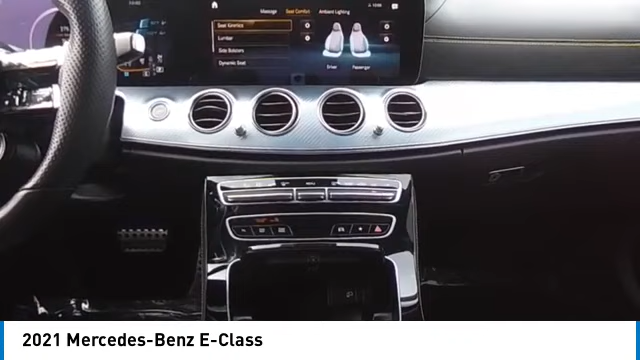 Massage Seat Comfort Ambient Lighting
Seat Kinetics
Lumbar
Side Bolsters
Dynamic Seat
Driver Passenger
2021 Mercedes-Benz E-Class